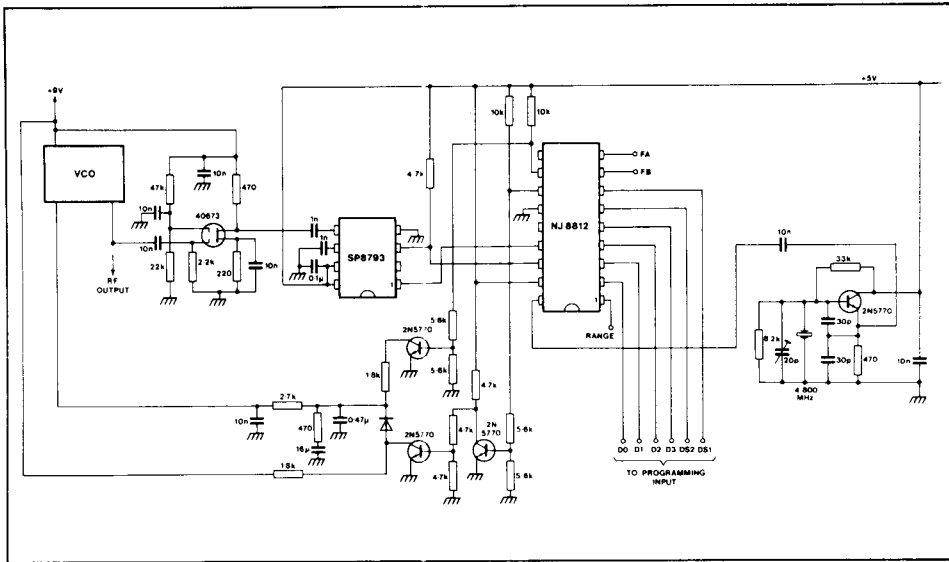 +9V
+5V
10k
10k
VCO
47k
10n
470
4.7k
FA
FB
10n
40673
1n
1n
SP8793
NJ8812
10n
10n
0.1µ
1
22k
2.2k
220
10n
RF
OUTPUT
33k
2N5770
8.2k
20p
30p
30p
470
10n
4.800
MHz
1
RANGE
2N5770
5.6k
5.6k
1.8k
2.7k
10n
470
0.47µ
16µ
4.7k
2N5770
4.7k
4.7k
2N
5770
5.6k
5.6k
18k
D0 D1 D2 D3 DS2 DS1
TO PROGRAMMING
INPUT